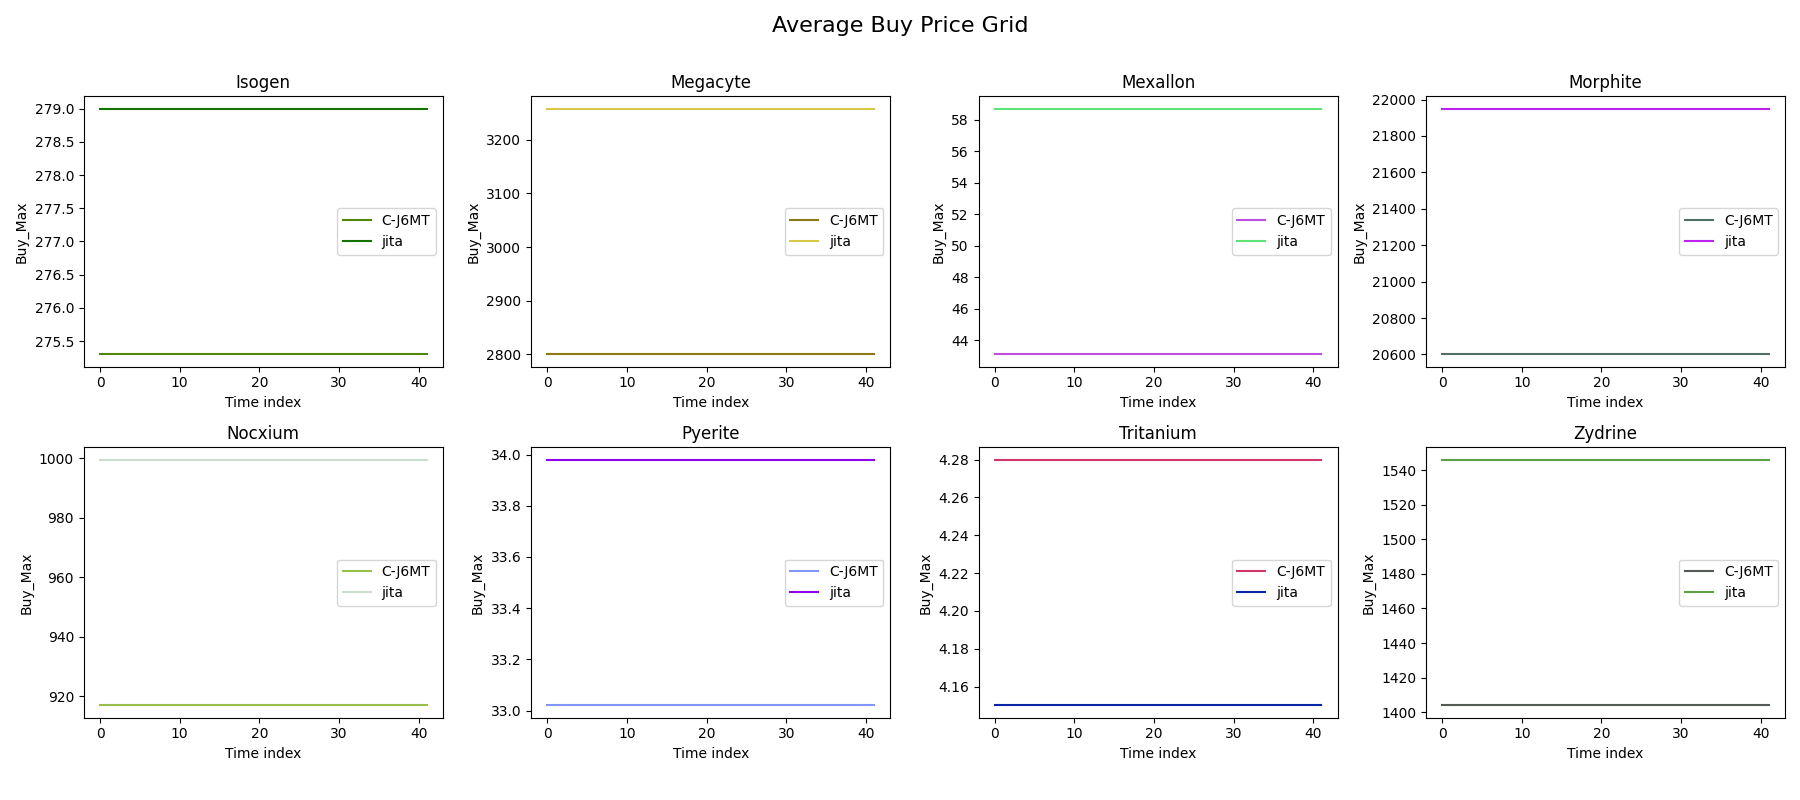 Average Buy Price Grid
Isogen
279.0
278.5
278.0
277.5
277.0
276.5
276.0
275.5
Buy_Max
C-J6MT
jita
0 10 20 30 40
Time index
Megacyte
3200
3100
3000
2900
2800
Buy_Max
C-J6MT
jita
0 10 20 30 40
Time index
Mexallon
58
56
54
52
50
48
46
44
Buy_Max
C-J6MT
jita
0 10 20 30 40
Time index
Morphite
22000
21800
21600
21400
21200
21000
20800
20600
Buy_Max
C-J6MT
jita
0 10 20 30 40
Time index
Nocxium
1000
980
960
940
920
Buy_Max
C-J6MT
jita
0 10 20 30 40
Time index
Pyerite
34.0
33.8
33.6
33.4
33.2
33.0
Buy_Max
C-J6MT
jita
0 10 20 30 40
Time index
Tritanium
4.28
4.26
4.24
4.22
4.20
4.18
4.16
Buy_Max
C-J6MT
jita
0 10 20 30 40
Time index
Zydrine
1540
1520
1500
1480
1460
1440
1420
1400
Buy_Max
C-J6MT
jita
0 10 20 30 40
Time index